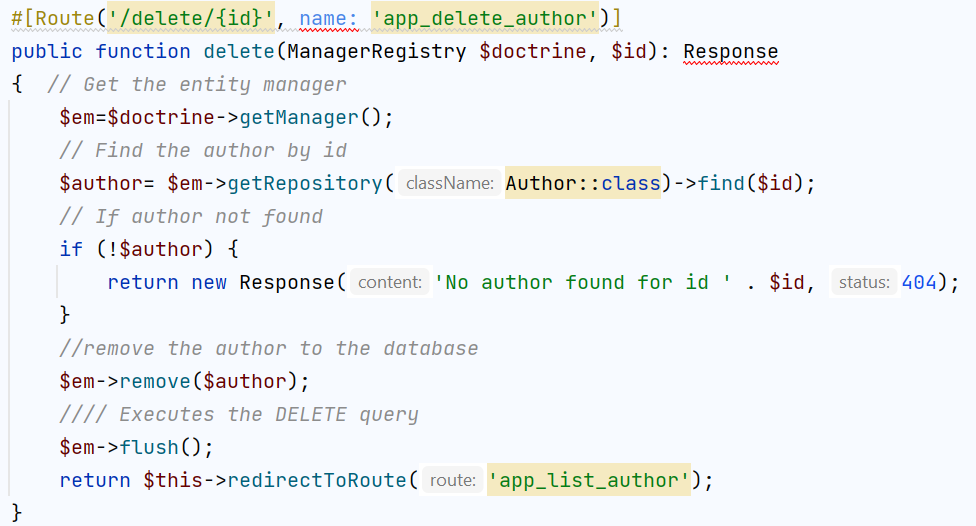 #[Route('/delete/{id}', name: 'app_delete_author')]
public function delete(ManagerRegistry $doctrine, $id): Response
{  // Get the entity manager
    $em=$doctrine->getManager();
    // Find the author by id
    $author= $em->getRepository( className: Author::class)->find($id);
    // If author not found
    if (!$author) {
        return new Response( content: 'No author found for id ' . $id, status: 404);
    }
    //remove the author to the database
    $em->remove($author);
    //// Executes the DELETE query
    $em->flush();
    return $this->redirectToRoute( route: 'app_list_author');
}